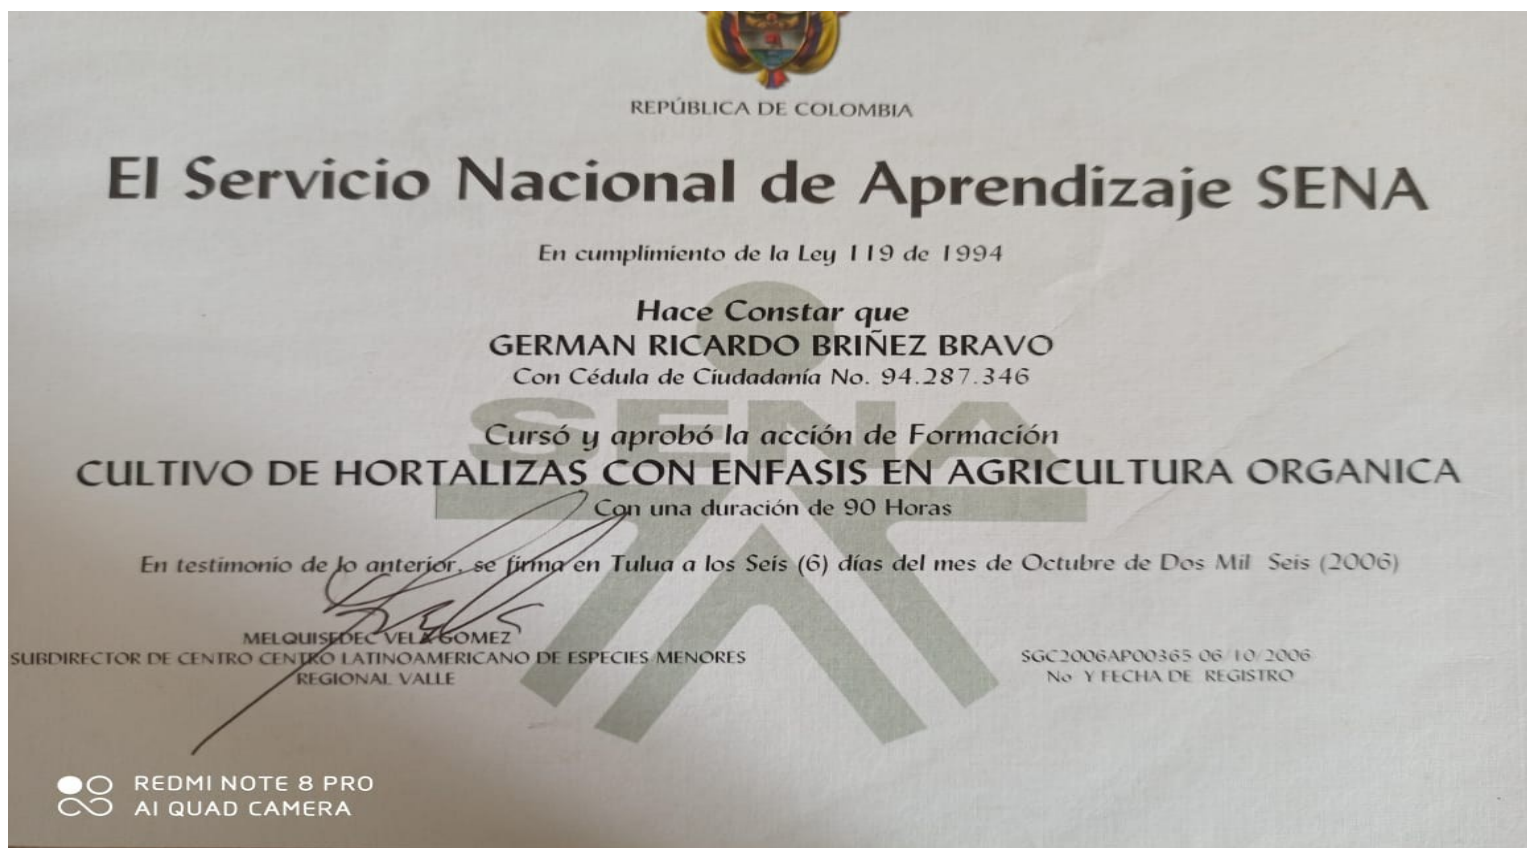 REPÚBLICA DE COLOMBIA
El Servicio Nacional de Aprendizaje SENA
En cumplimiento de la Ley 119 de 1994
Hace Constar que
GERMAN RICARDO BRIÑEZ BRAVO
Con Cédula de Ciudadanía No. 94.287.346
SENA
Cursó y aprobó la acción de Formación
CULTIVO DE HORTALIZAS CON ENFASIS EN AGRICULTURA ORGANICA
Con una duración de 90 Horas
En testimonio de lo anterior, se firma en Tulua a los Seis (6) días del mes de Octubre de Dos Mil Seis (2006)
MELQUISEDEC VELA GOMEZ
SUBDIRECTOR DE CENTRO CENTRO LATINOAMERICANO DE ESPECIES MENORES
REGIONAL VALLE
SGC2006AP00365 06/10/2006
No Y FECHA DE REGISTRO
REDMI NOTE 8 PRO
AI QUAD CAMERA